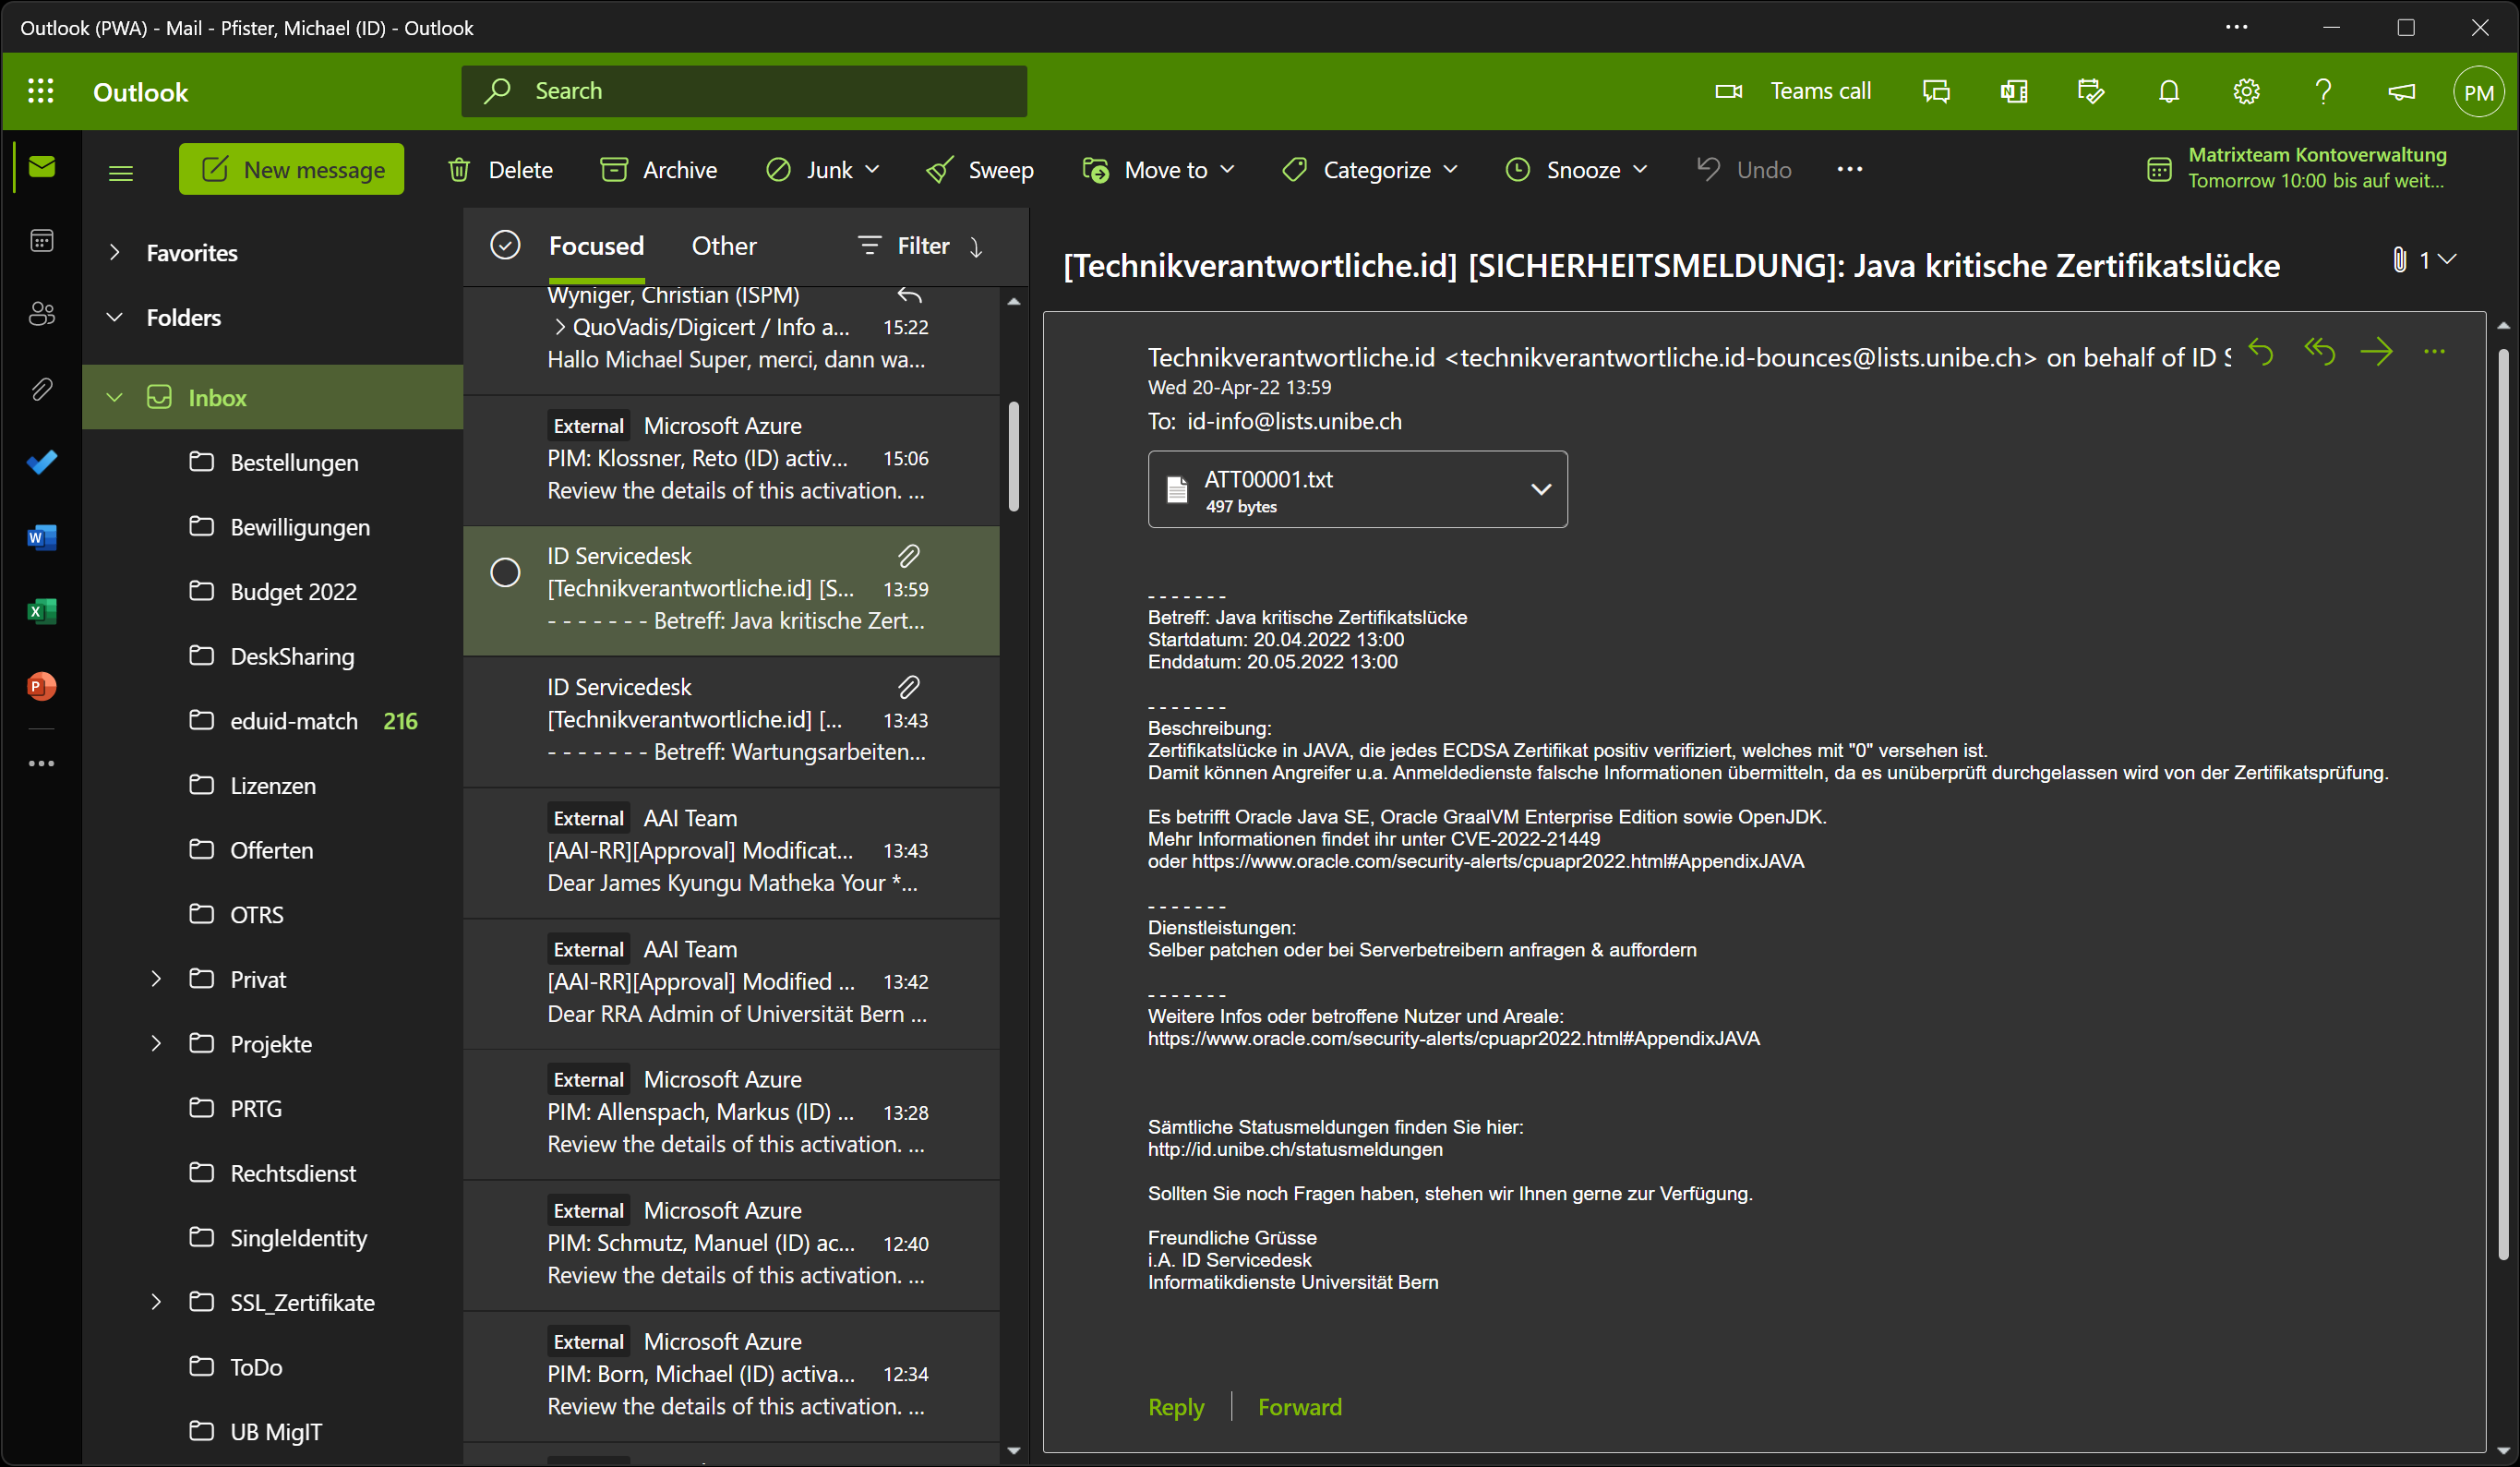 Outlook (PWA) - Mail - Pfister, Michael (ID) - Outlook
Outlook
Search
Teams call
PM
New message
Delete
Archive
Junk
Sweep
Move to
Categorize
Snooze
Undo
Matrixteam Kontoverwaltung
Tomorrow 10:00 bis auf weit...
Favorites
Folders
Inbox
Bestellungen
Bewilligungen
Budget 2022
DeskSharing
eduid-match 216
Lizenzen
Offerten
OTRS
Privat
Projekte
PRTG
Rechtsdienst
SingleIdentity
SSL_Zertifikate
ToDo
UB MigIT
Focused
Other
Filter
Wyniger, Christian (ISPM)
QuoVadis/Digicert / Info a... 15:22
Hallo Michael Super, merci, dann wa...
External Microsoft Azure
PIM: Klossner, Reto (ID) activ... 15:06
Review the details of this activation. ...
ID Servicedesk
[Technikverantwortliche.id] [S... 13:59
- - - - - - - Betreff: Java kritische Zert...
ID Servicedesk
[Technikverantwortliche.id] [... 13:43
- - - - - - - Betreff: Wartungsarbeiten...
External AAI Team
[AAI-RR][Approval] Modificat... 13:43
Dear James Kyungu Matheka Your *...
External AAI Team
[AAI-RR][Approval] Modified ... 13:42
Dear RRA Admin of Universität Bern ...
External Microsoft Azure
PIM: Allenspach, Markus (ID) ... 13:28
Review the details of this activation. ...
External Microsoft Azure
PIM: Schmutz, Manuel (ID) ac... 12:40
Review the details of this activation. ...
External Microsoft Azure
PIM: Born, Michael (ID) activa... 12:34
Review the details of this activation. ...
[Technikverantwortliche.id] [SICHERHEITSMELDUNG]: Java kritische Zertifikatslücke
1
Technikverantwortliche.id <technikverantwortliche.id-bounces@lists.unibe.ch> on behalf of ID
Wed 20-Apr-22 13:59
To: id-info@lists.unibe.ch
ATT00001.txt
497 bytes
- - - - - - -
Betreff: Java kritische Zertifikatslücke
Startdatum: 20.04.2022 13:00
Enddatum: 20.05.2022 13:00
- - - - - - -
Beschreibung:
Zertifikatslücke in JAVA, die jedes ECDSA Zertifikat positiv verifiziert, welches mit "0" versehen ist.
Damit können Angreifer u.a. Anmeldedienste falsche Informationen übermitteln, da es unüberprüft durchgelassen wird von der Zertifikatsprüfung.
Es betrifft Oracle Java SE, Oracle GraalVM Enterprise Edition sowie OpenJDK.
Mehr Informationen findet ihr unter CVE-2022-21449
oder https://www.oracle.com/security-alerts/cpuapr2022.html#AppendixJAVA
- - - - - - -
Dienstleistungen:
Selber patchen oder bei Serverbetreibern anfragen & auffordern
- - - - - - -
Weitere Infos oder betroffene Nutzer und Areale:
https://www.oracle.com/security-alerts/cpuapr2022.html#AppendixJAVA
Sämtliche Statusmeldungen finden Sie hier:
http://id.unibe.ch/statusmeldungen
Sollten Sie noch Fragen haben, stehen wir Ihnen gerne zur Verfügung.
Freundliche Grüsse
i.A. ID Servicedesk
Informatikdienste Universität Bern
Reply
Forward